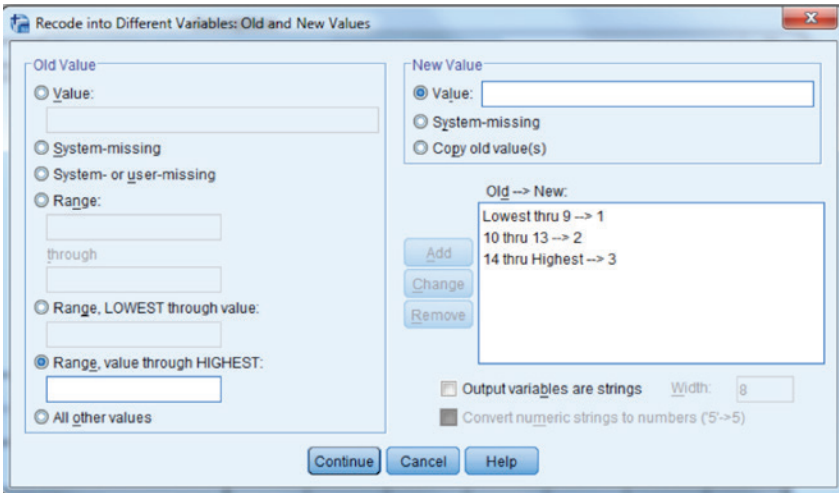 Recode into Different Variables: Old and New Values
Old Value
Value:
System-missing
System- or user-missing
Range:
through
Range, LOWEST through value:
Range, value through HIGHEST:
All other values
New Value
Value:
System-missing
Copy old value(s)
Old --> New:
Lowest thru 9 --> 1
10 thru 13 --> 2
14 thru Highest --> 3
Add
Change
Remove
Output variables are strings Width: 8
Convert numeric strings to numbers ('5'->5)
Continue Cancel Help